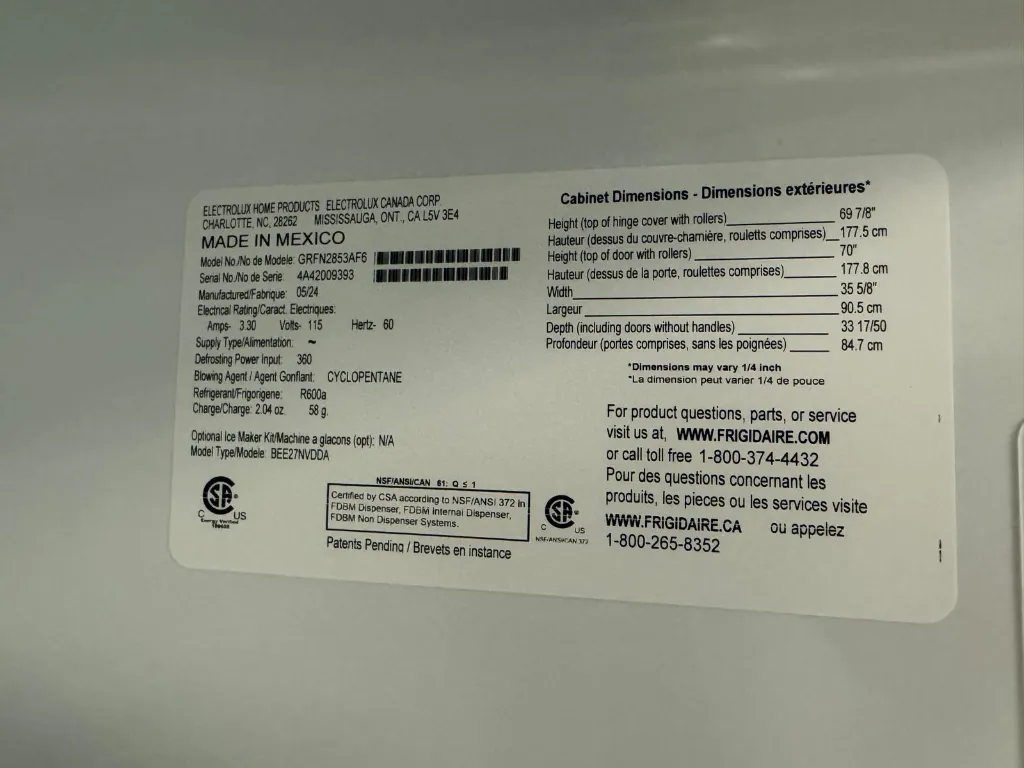 ELECTROLUX HOME PRODUCTS ELECTROLUX CANADA CORP.
CHARLOTTE, NC, 28262 MISSISSAUGA, ONT., CA L5V 3E4
MADE IN MEXICO
Model No./No de Modele: GRFN2853AF6
Serial No./No de Serie: 4A42009393
Manufactured/Fabrique: 05/24
Electrical Rating/Caract. Electriques:
Amps- 3.30 Volts- 115 Hertz- 60
Supply Type/Alimentation: ~
Defrosting Power Input: 360
Blowing Agent / Agent Gonflant: CYCLOPENTANE
Refrigerant/Frigorigene: R600a
Charge/Charge: 2.04 oz 58 g.
Optional Ice Maker Kit/Machine a glacons (opt): N/A
Model Type/Modele: BEE27NVDDA
NSF/ANSI/CAN 61: Q ≤ 1
Certified by CSA according to NSF/ANSI 372 in
FDBM Dispenser, FDBM Internal Dispenser,
FDBM Non Dispenser Systems.
SA
C US
Energy Verified
SA
C US
NSF/ANSI/CAN 372
Patents Pending / Brevets en instance
Cabinet Dimensions - Dimensions extérieures*
Height (top of hinge cover with rollers) 69 7/8"
Hauteur (dessus du couvre-charnière, rouletts comprises) 177.5 cm
Height (top of door with rollers) 70"
Hauteur (dessus de la porte, roulettes comprises) 177.8 cm
Width 35 5/8"
Largeur 90.5 cm
Depth (including doors without handles) 33 17/50
Profondeur (portes comprises, sans les poignées) 84.7 cm
*Dimensions may vary 1/4 inch
*La dimension peut varier 1/4 de pouce
For product questions, parts, or service
visit us at, WWW.FRIGIDAIRE.COM
or call toll free 1-800-374-4432
Pour des questions concernant les
produits, les pieces ou les services visite
WWW.FRIGIDAIRE.CA ou appelez
1-800-265-8352